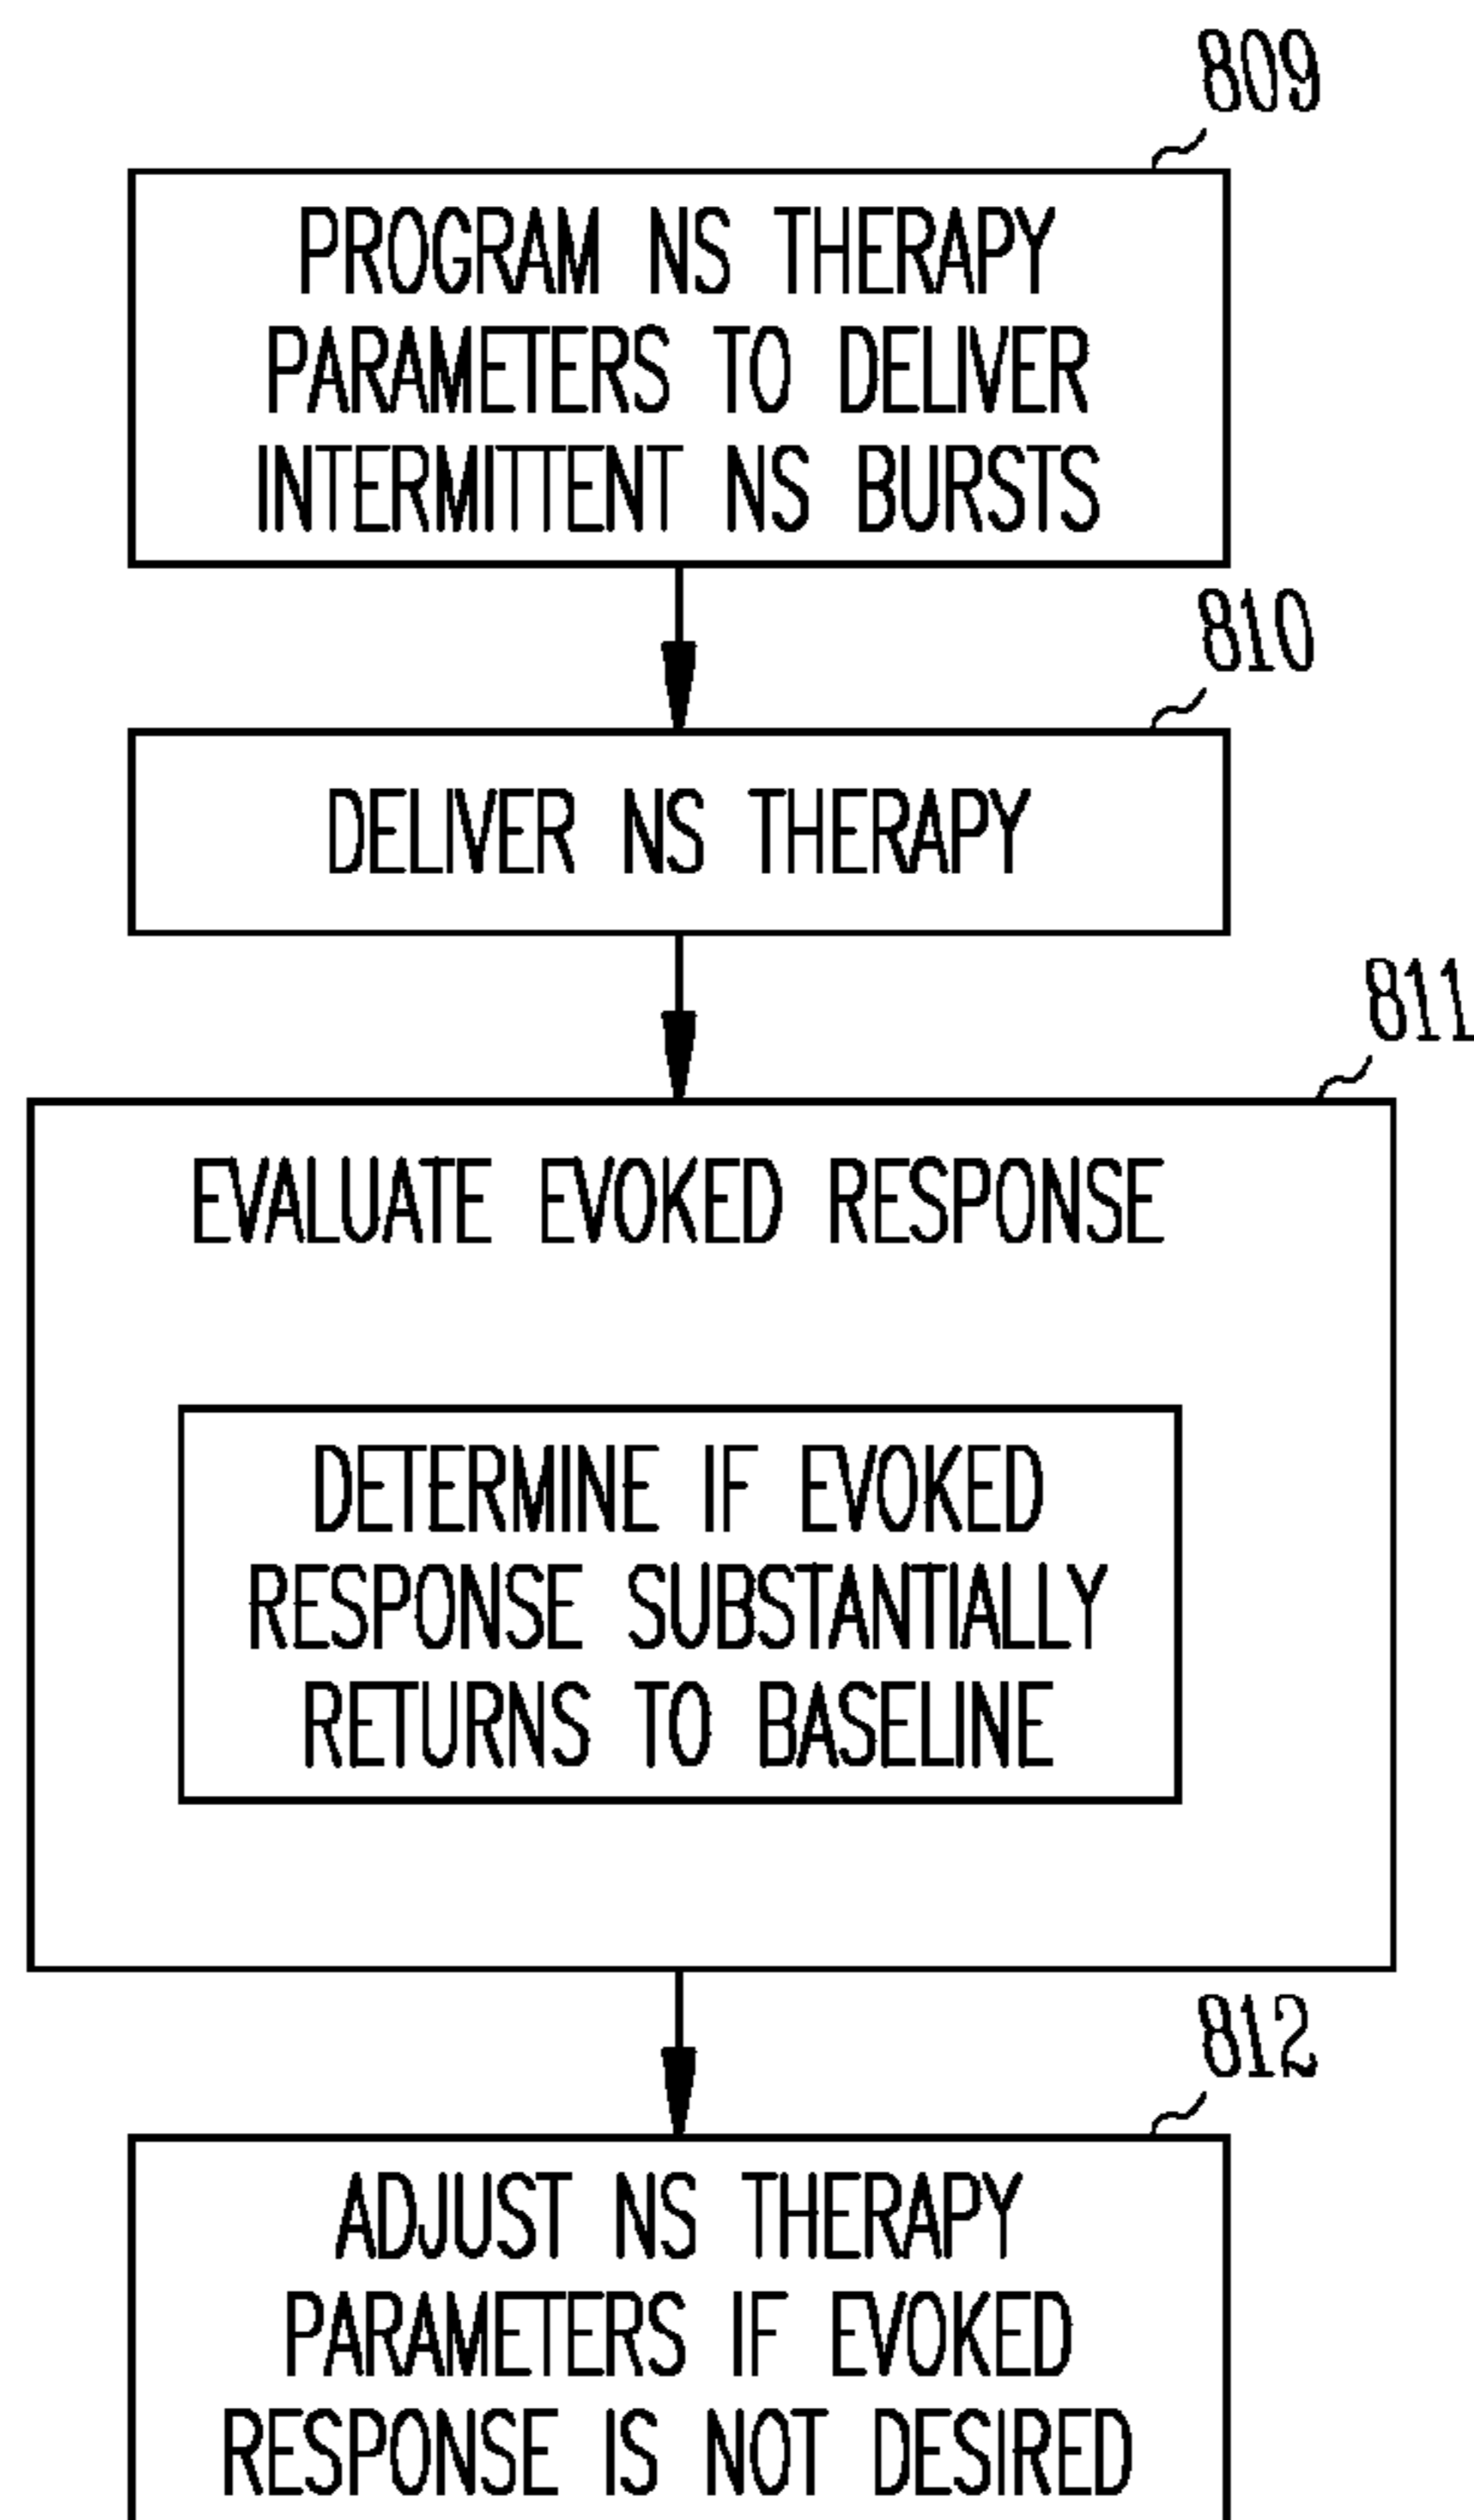 809
PROGRAM NS THERAPY
PARAMETERS TO DELIVER
INTERMITTENT NS BURSTS
810
DELIVER NS THERAPY
811
EVALUATE EVOKED RESPONSE
DETERMINE IF EVOKED
RESPONSE SUBSTANTIALLY
RETURNS TO BASELINE
812
ADJUST NS THERAPY
PARAMETERS IF EVOKED
RESPONSE IS NOT DESIRED